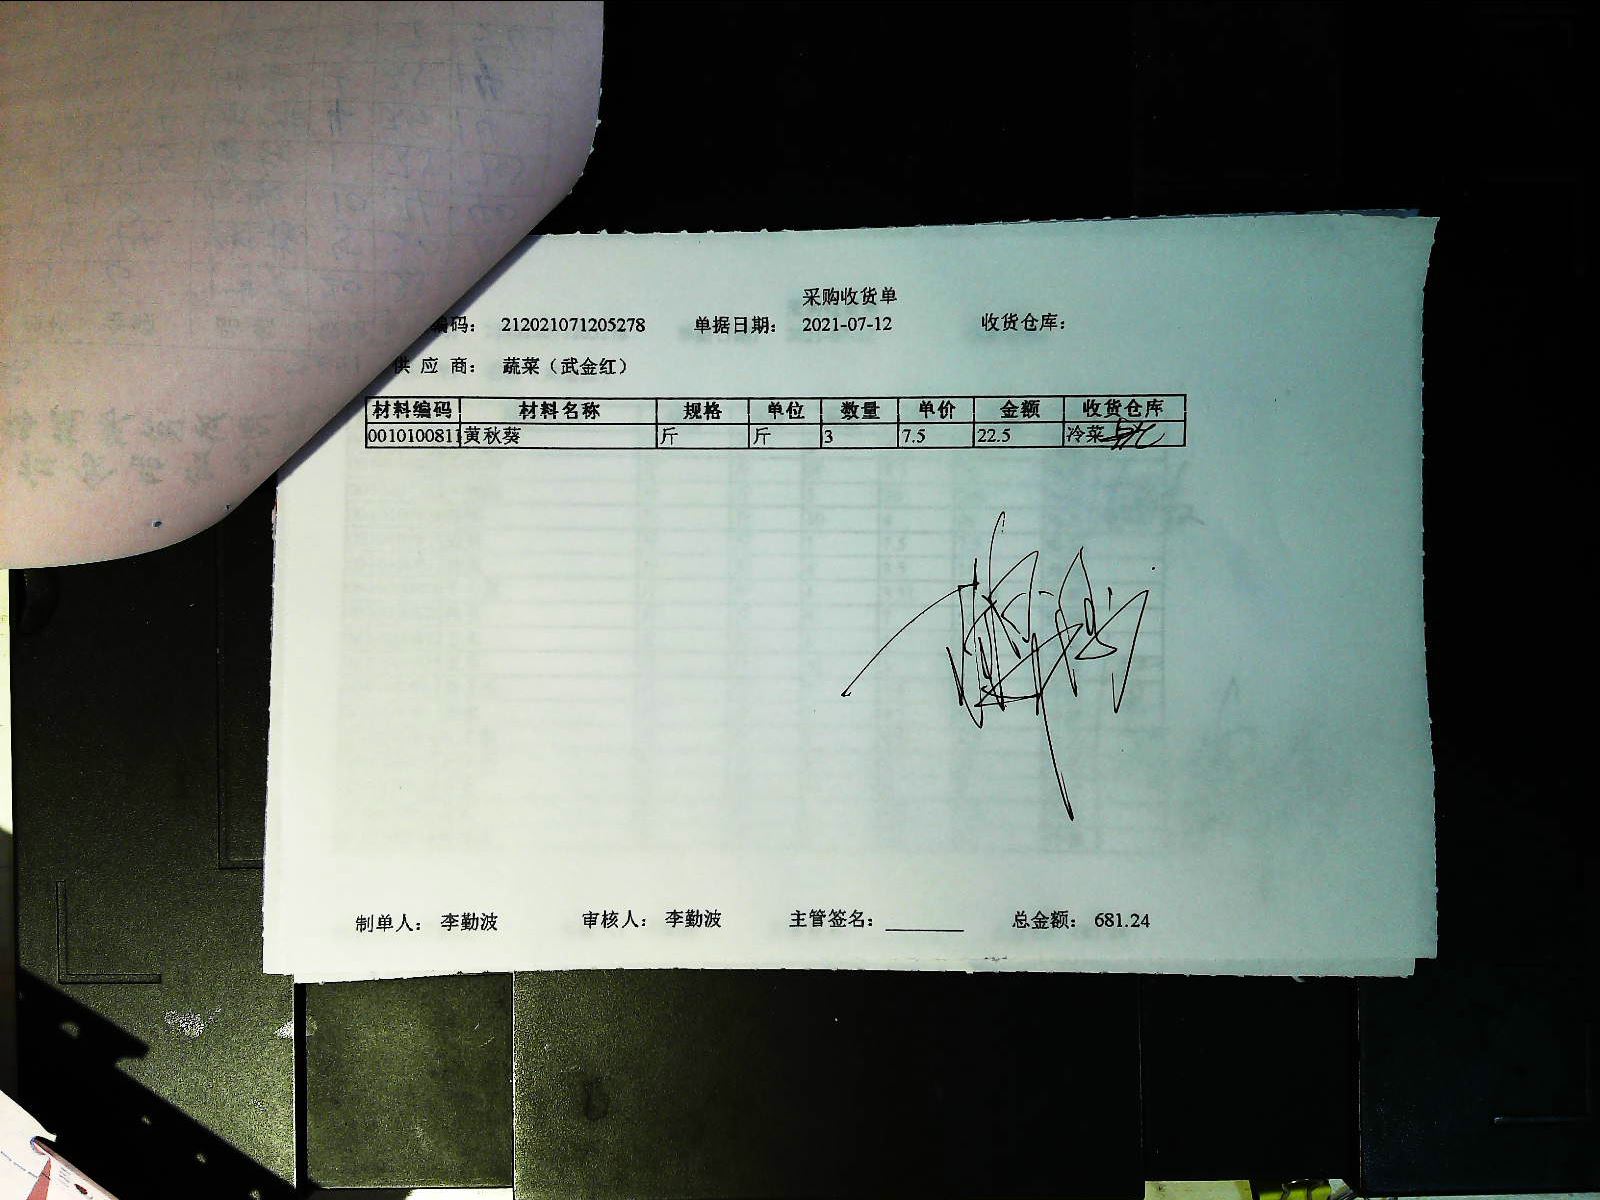 采购收货单
编码： 212021071205278 单据日期： 2021-07-12 收货仓库：
供 应 商： 蔬菜（武金红）
材料编码 材料名称 规格 单位 数量 单价 金额 收货仓库
0010100811 黄秋葵 斤 斤 3 7.5 22.5 冷菜
制单人： 李勤波 审核人： 李勤波 主管签名： 总金额： 681.24